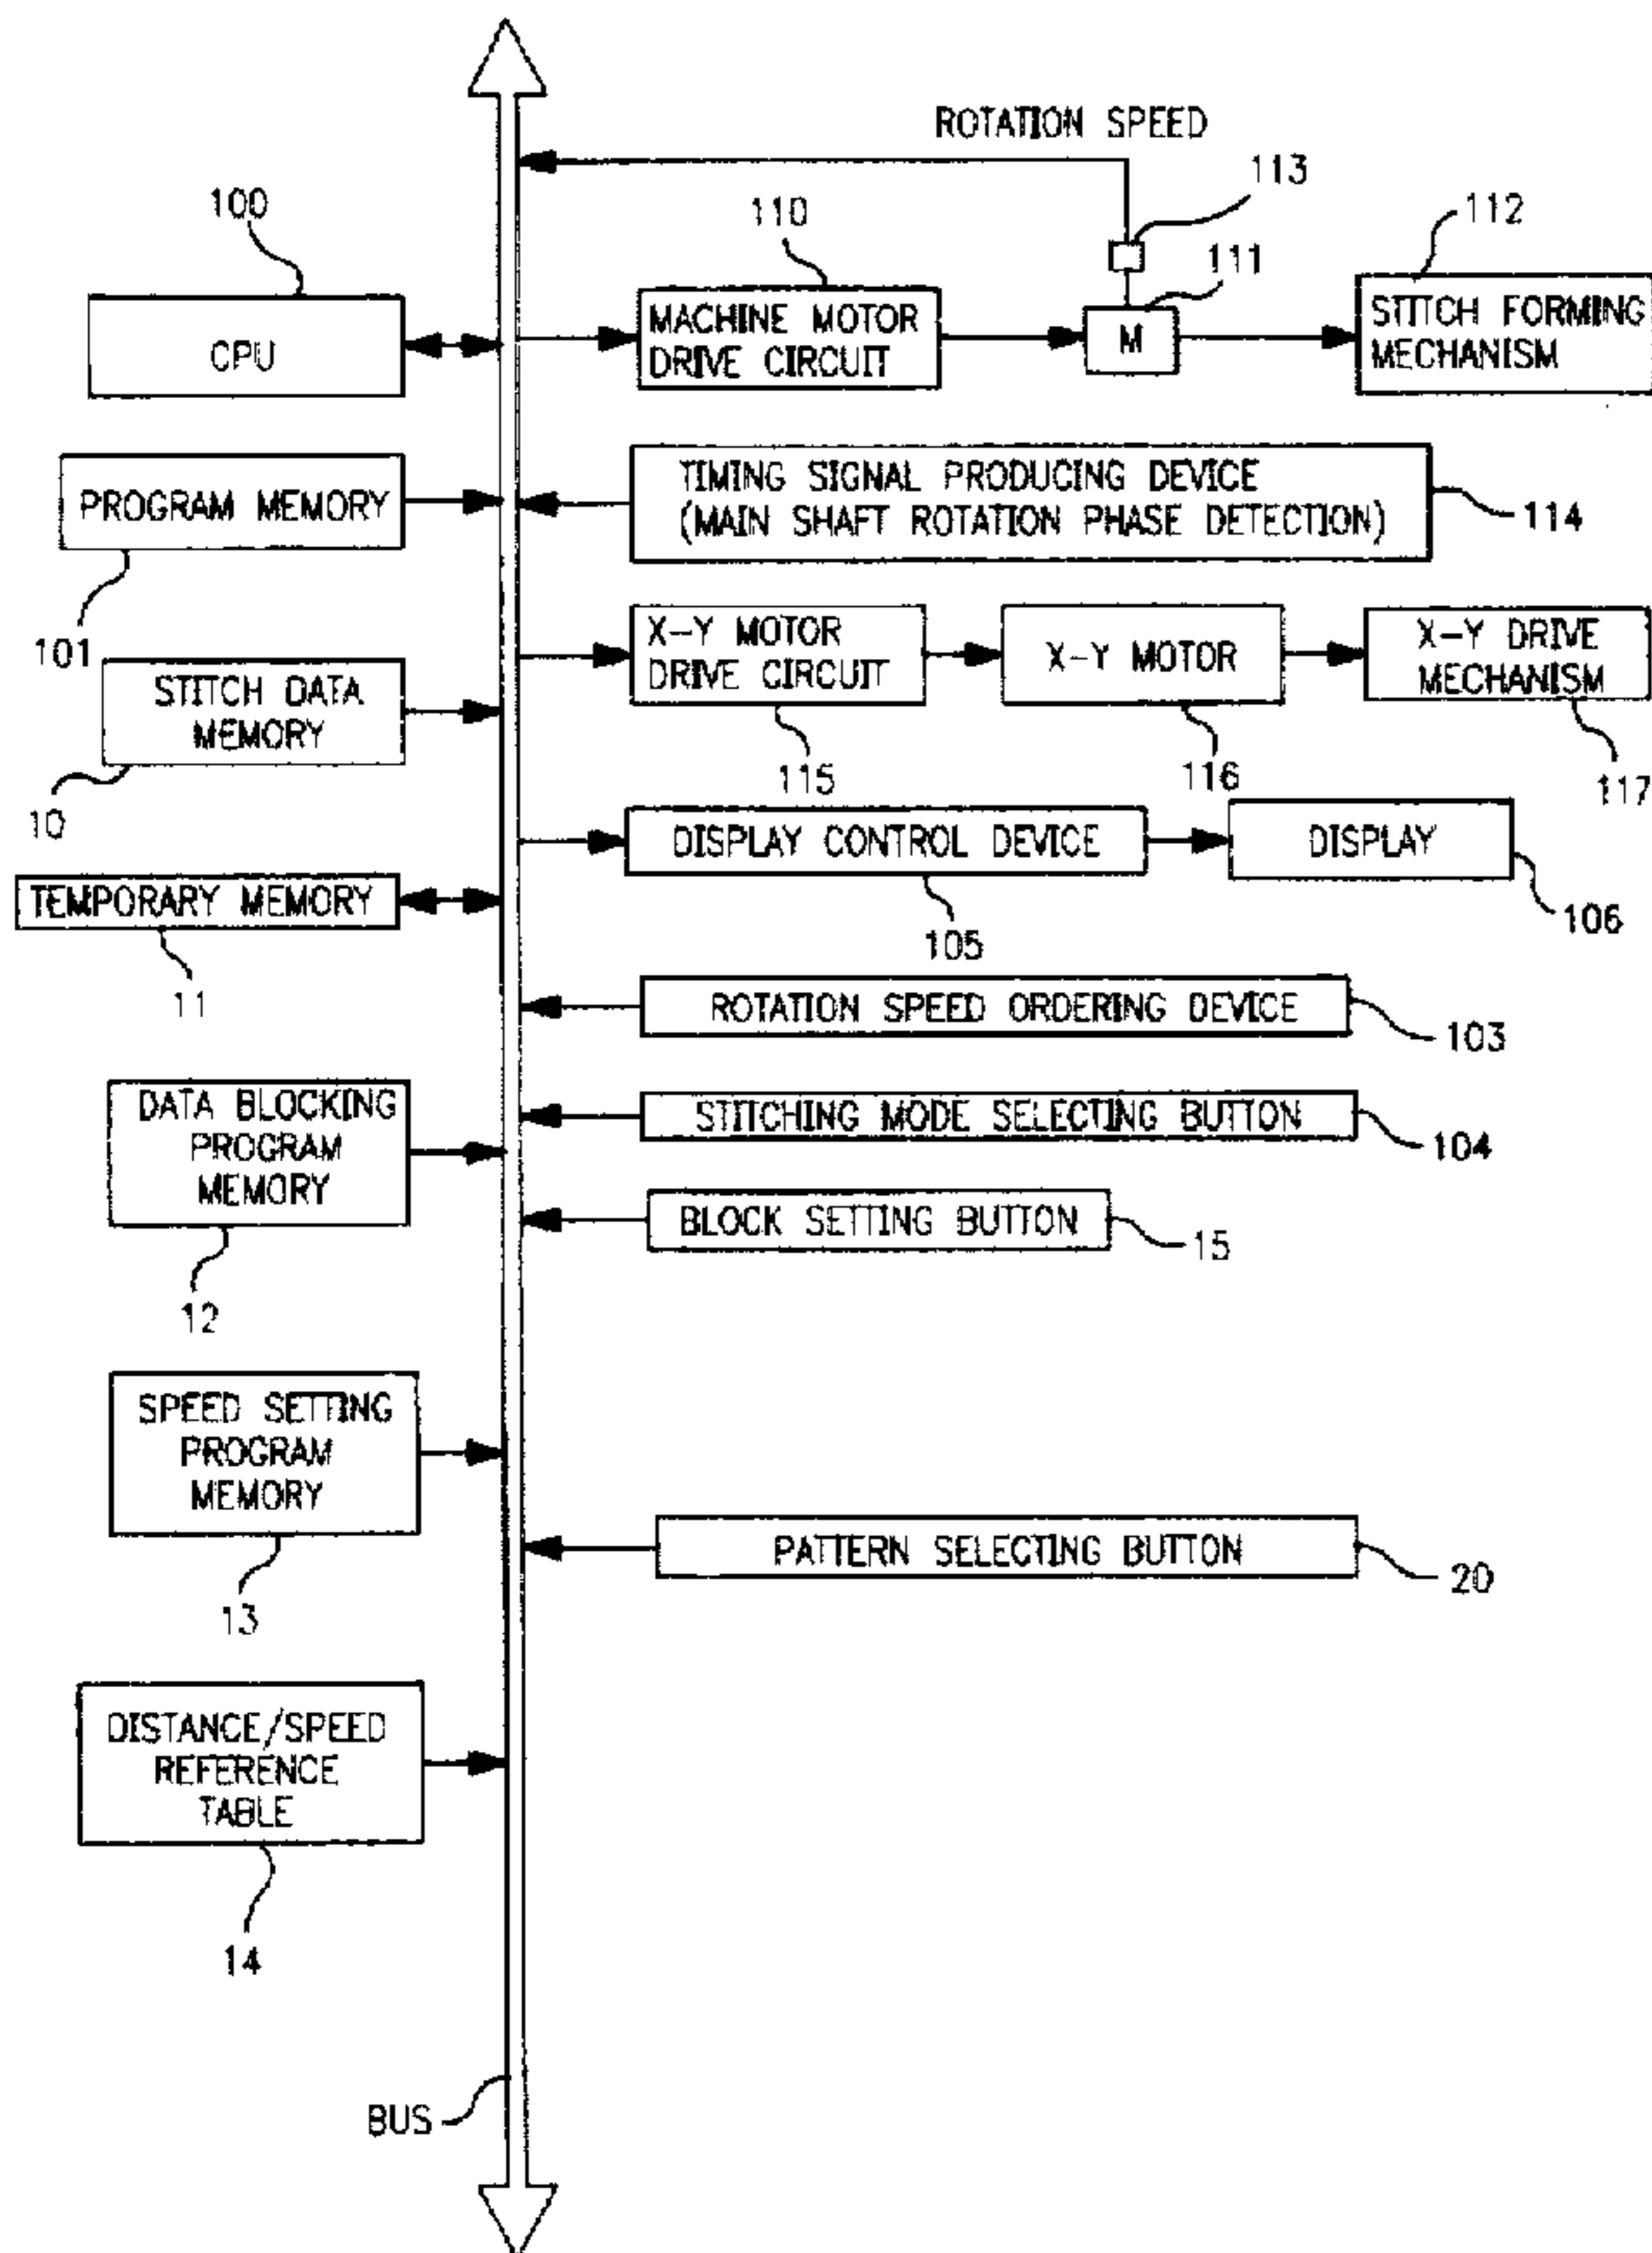 ROTATION SPEED
113
100
110
112
111
CPU
MACHINE MOTOR
DRIVE CIRCUIT
M
STITCH FORMING
MECHANISM
PROGRAM MEMORY
101
TIMING SIGNAL PRODUCING DEVICE
(MAIN SHAFT ROTATION PHASE DETECTION)
114
STITCH DATA
MEMORY
10
X-Y MOTOR
DRIVE CIRCUIT
115
X-Y MOTOR
116
X-Y DRIVE
MECHANISM
117
DISPLAY CONTROL DEVICE
105
DISPLAY
106
TEMPORARY MEMORY
11
ROTATION SPEED ORDERING DEVICE
103
DATA BLOCKING
PROGRAM
MEMORY
12
STITCHING MODE SELECTING BUTTON
104
BLOCK SETTING BUTTON
15
SPEED SETTING
PROGRAM
MEMORY
13
PATTERN SELECTING BUTTON
20
DISTANCE/SPEED
REFERENCE
TABLE
14
BUS